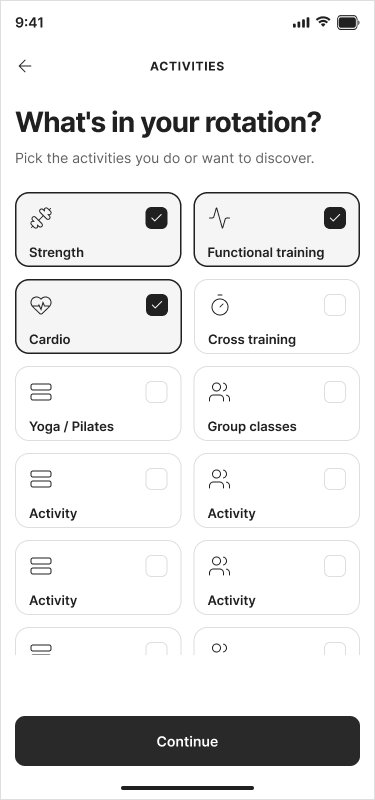 9:41
ACTIVITIES
What's in your rotation?
Pick the activities you do or want to discover.
Strength
Functional training
Cardio
Cross training
Yoga / Pilates
Group classes
Activity
Activity
Activity
Activity
Continue